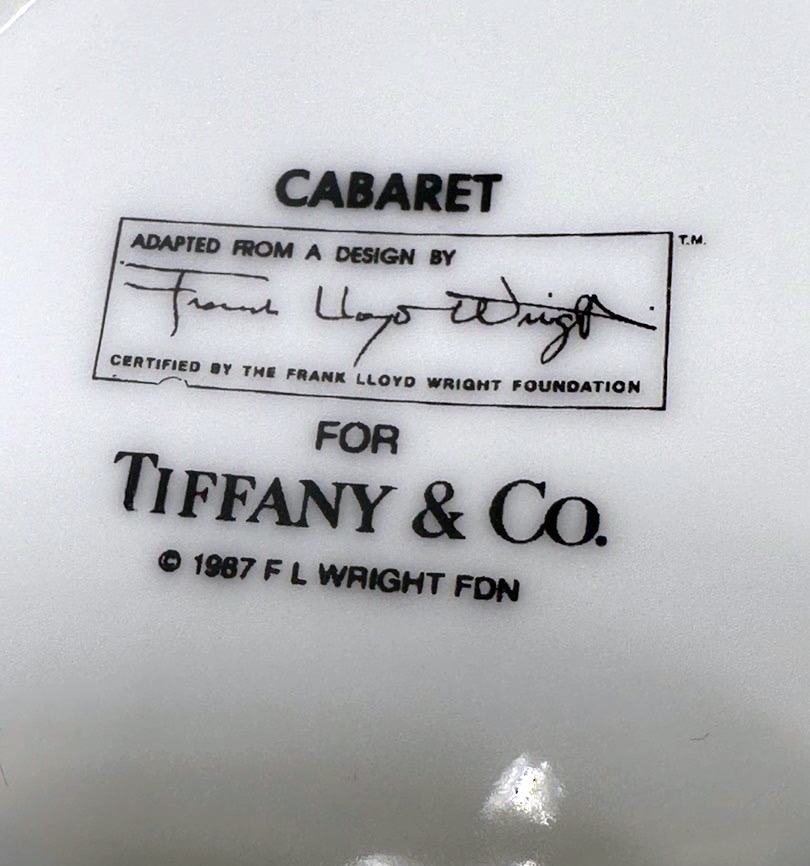 CABARET
ADAPTED FROM A DESIGN BY
T.M.
Frank Lloyd Wright
CERTIFIED BY THE FRANK LLOYD WRIGHT FOUNDATION
FOR
TIFFANY & CO.
© 1987 F L WRIGHT FDN